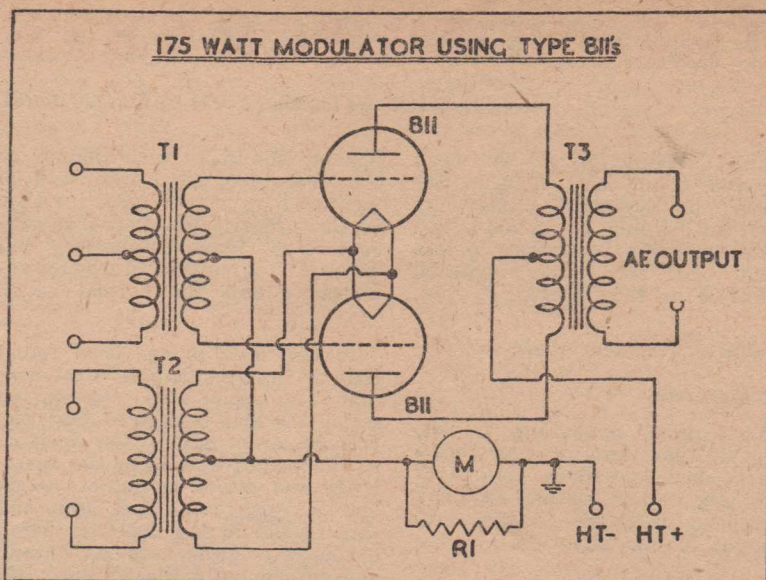 175 WATT MODULATOR USING TYPE 811's
811
T1
T3
AE OUTPUT
T2
811
M
R1
HT-
HT+